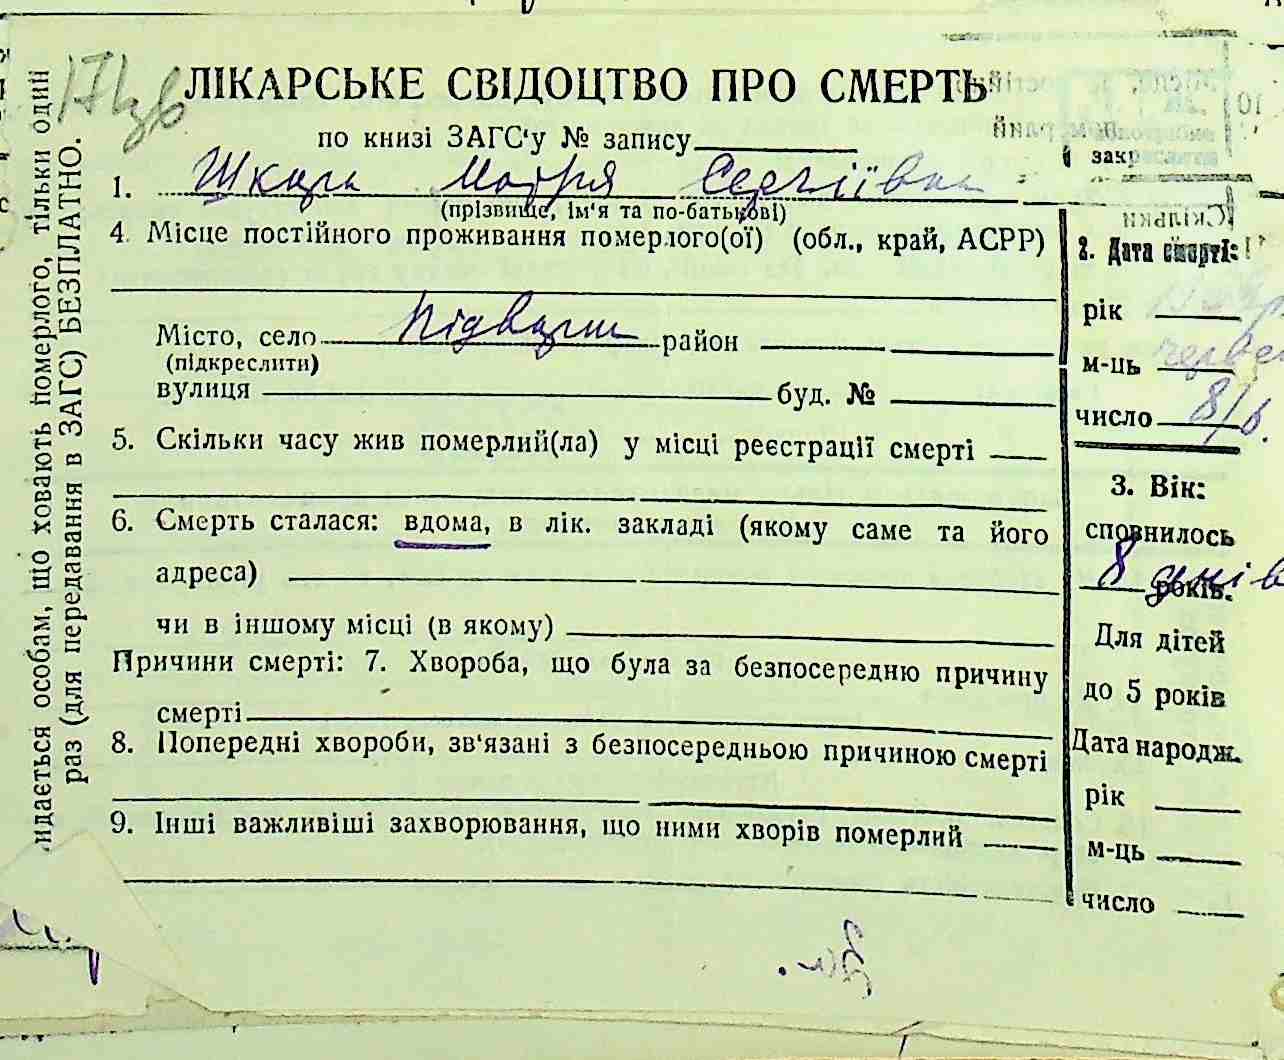 ЛІКАРСЬКЕ СВІДОЦТВО ПРО СМЕРТЬ
по книзі ЗАГС‘у № запису
1. Шкара Мотря Сергіївна
(прізвище, ім'я та по-батькові)
4. Місце постійного проживання померлого(ої) (обл., край, АСРР)
Місто, село район
(підкреслити)
вулиця буд. №
5. Скільки часу жив померлий(ла) у місці реєстрації смерті
6. Смерть сталася: вдома, в лік. закладі (якому саме та його
адреса)
чи в іншому місці (в якому)
Причини смерті: 7. Хвороба, що була за безпосередню причину
смерті
8. Попередні хвороби, зв‘язані з безпосередньою причиною смерті
9. Інші важливіші захворювання, що ними хворів померлий
2. Дата смерті:
рік
м-ць черве
число 8/6.
3. Вік:
сповнилось
8 днів років.
Для дітей
до 5 років
Дата народж.
рік
м-ць
число
идається особам, що ховають померлого, тільки один
раз (для передавання в ЗАГС) БЕЗПЛАТНО.